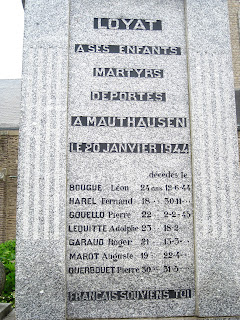 LOYAT
A SES ENFANTS
MARTYRS
DEPORTES
A MAUTHAUSEN
LE 20 JANVIER 1944
décédés le
BOUGUE Léon 24 ans 12-6-44
HAREL Fernand 18 30-11
GOUELLO Pierre 22 2-2-45
LEQUITTE Adolphe 23 18-2
GARAUD Roger 21 13-3
MAROT Auguste 19 22-4
QUERBOUET Pierre 30 31-5
FRANÇAIS SOUVIENS TOI